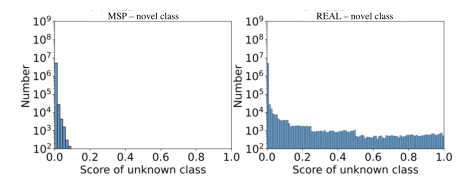 MSP – novel class
10⁹
10⁸
10⁷
10⁶
10⁵
10⁴
10³
10²
Number
0.0 0.2 0.4 0.6 0.8 1.0
Score of unknown class
REAL – novel class
10⁹
10⁸
10⁷
10⁶
10⁵
10⁴
10³
10²
Number
0.0 0.2 0.4 0.6 0.8 1.0
Score of unknown class